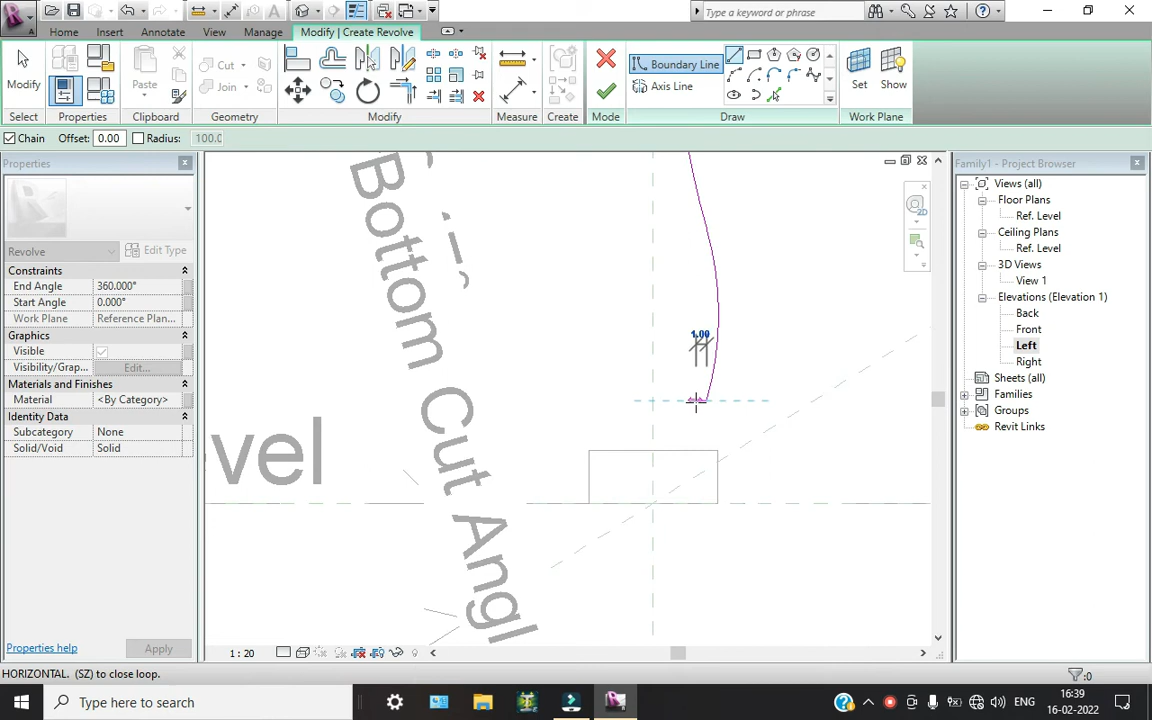 Type a keyword or phrase
Home
Insert
Annotate
View
Manage
Modify | Create Revolve
Modify
Paste
Cut
Join
Boundary Line
Axis Line
Set
Show
Select
Properties
Clipboard
Geometry
Modify
Measure
Create
Mode
Draw
Work Plane
Chain
Offset:
0.00
Radius:
100.0
Properties
Revolve
Edit Type
Constraints
End Angle
360.000°
Start Angle
0.000°
Work Plane
Reference Plan...
Graphics
Visible
Visibility/Grap...
Edit...
Materials and Finishes
Material
<By Category>
Identity Data
Subcategory
None
Solid/Void
Solid
Properties help
Apply
Bottom Cut Angl
vel
1.00
2D
Family1 - Project Browser
Views (all)
Floor Plans
Ref. Level
Ceiling Plans
Ref. Level
3D Views
View 1
Elevations (Elevation 1)
Back
Front
Left
Right
Sheets (all)
Families
Groups
Revit Links
1 : 20
HORIZONTAL. (SZ) to close loop.
:0
Type here to search
ENG
16:39
16-02-2022